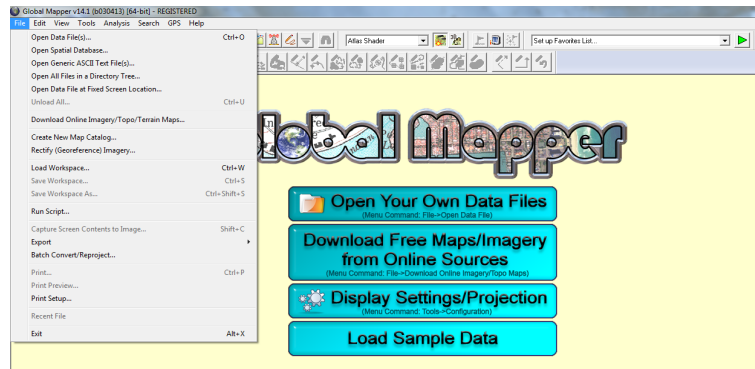 Global Mapper v14.1 (b030413) [64-bit] - REGISTERED
File Edit View Tools Analysis Search GPS Help
Atlas Shader
Set up Favorites List...
Open Data File(s)... Ctrl+O
Open Spatial Database...
Open Generic ASCII Text File(s)...
Open All Files in a Directory Tree...
Open Data File at Fixed Screen Location...
Unload All... Ctrl+U
Download Online Imagery/Topo/Terrain Maps...
Create New Map Catalog...
Rectify (Georeference) Imagery...
Load Workspace... Ctrl+W
Save Workspace... Ctrl+S
Save Workspace As... Ctrl+Shift+S
Run Script...
Capture Screen Contents to Image... Shift+C
Export
Batch Convert/Reproject...
Print... Ctrl+P
Print Preview...
Print Setup...
Recent File
Exit Alt+X
lobal Mapper
Open Your Own Data Files
(Menu Command: File->Open Data File)
Download Free Maps/Imagery
from Online Sources
(Menu Command: File->Download Online Imagery/Topo Maps)
Display Settings/Projection
(Menu Command: Tools->Configuration)
Load Sample Data